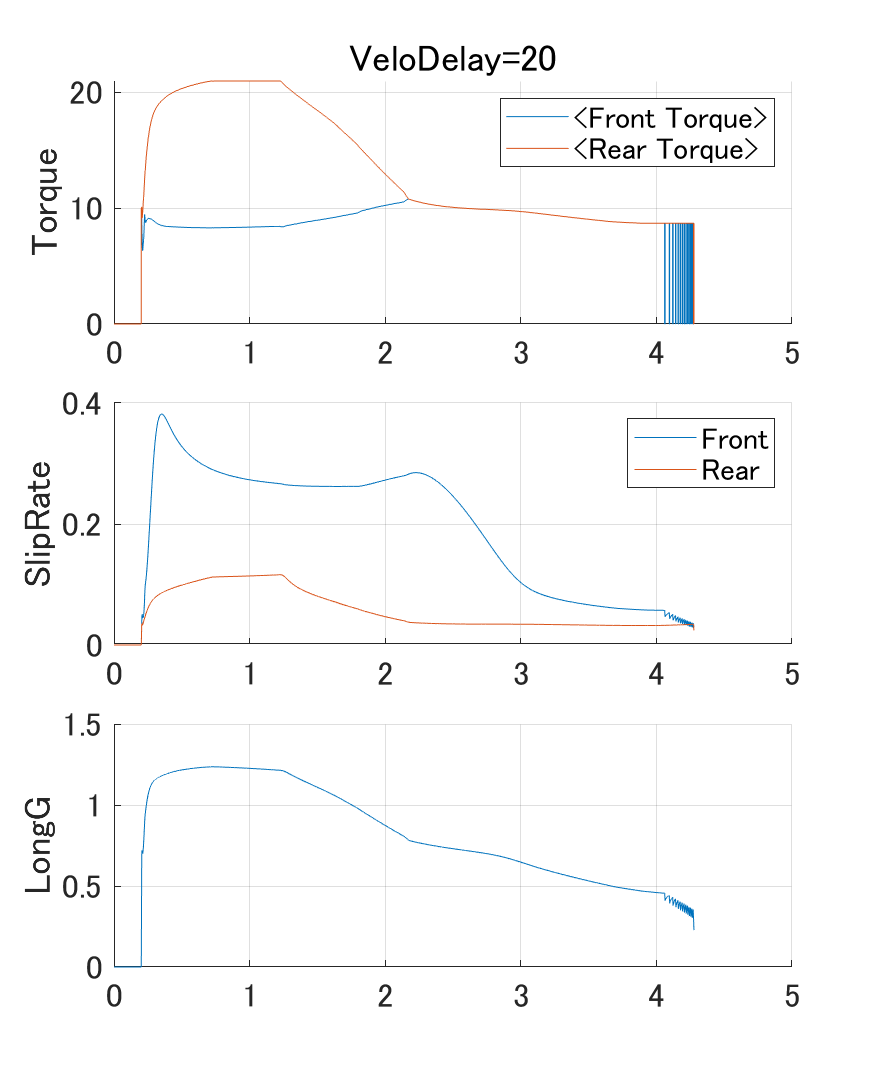 VeloDelay=20
Torque
20
10
0
<Front Torque>
<Rear Torque>
0 1 2 3 4 5
SlipRate
0.4
0.2
0
Front
Rear
0 1 2 3 4 5
LongG
1.5
1
0.5
0
0 1 2 3 4 5